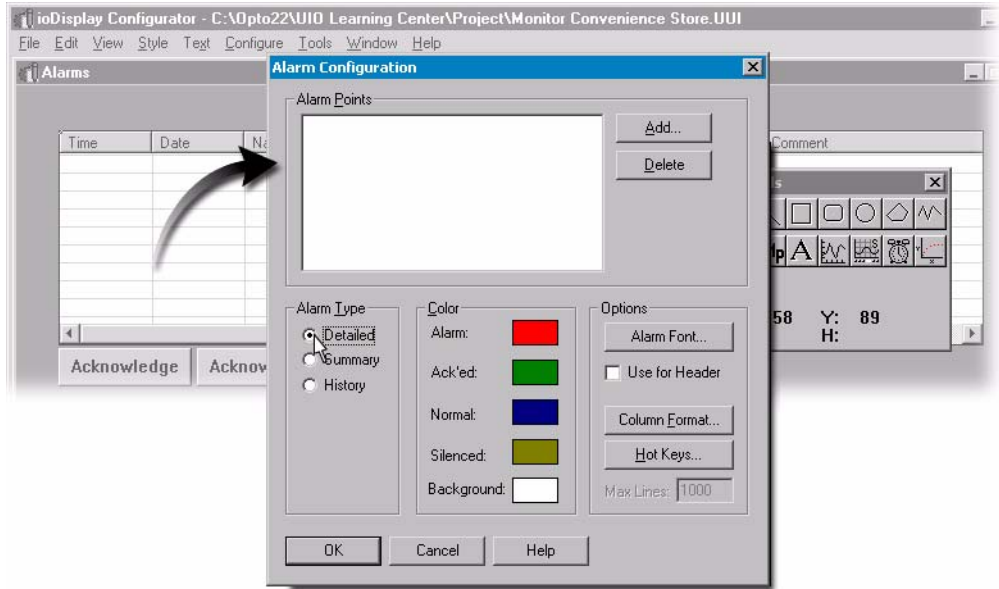 ioDisplay Configurator - C:\Opto22\UIO Learning Center\Project\Monitor Convenience Store.UUI
File Edit View Style Text Configure Tools Window Help
Alarms
Alarm Configuration
Time Date Comment
Alarm Points
Add...
Delete
Alarm Type
Detailed
Summary
History
Color
Alarm:
Ack'ed:
Normal:
Silenced:
Background:
Options
Alarm Font...
Use for Header
Column Format...
Hot Keys...
Max Lines: 1000
A
58 Y: 89
H:
Acknowledge
OK Cancel Help